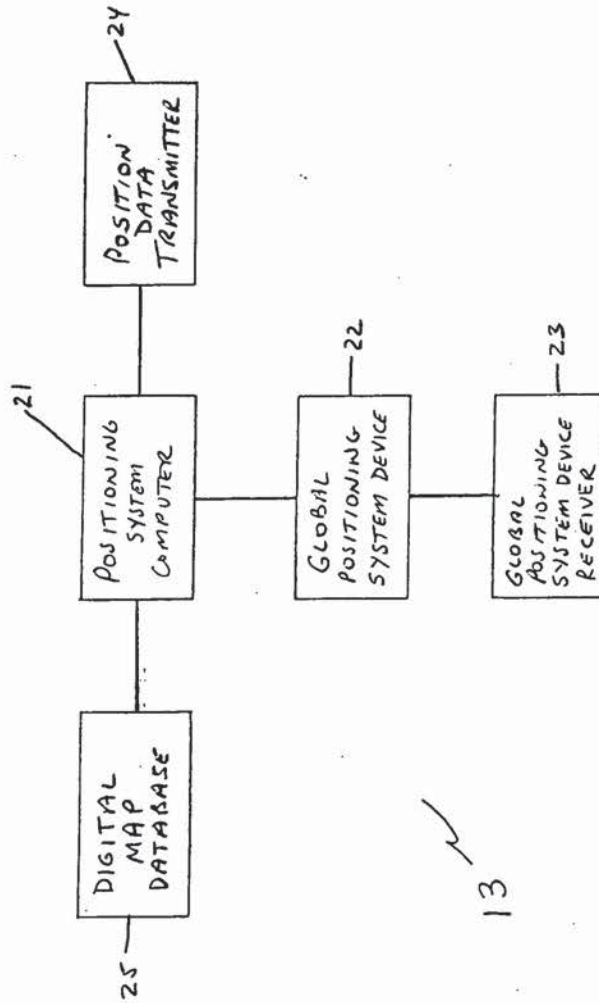 24
POSITION
DATA
TRANSMITTER
21
POSITIONING
SYSTEM
COMPUTER
22
GLOBAL
POSITIONING
SYSTEM DEVICE
23
GLOBAL
POSITIONING
SYSTEM DEVICE
RECEIVER
DIGITAL
MAP
DATABASE
25
13